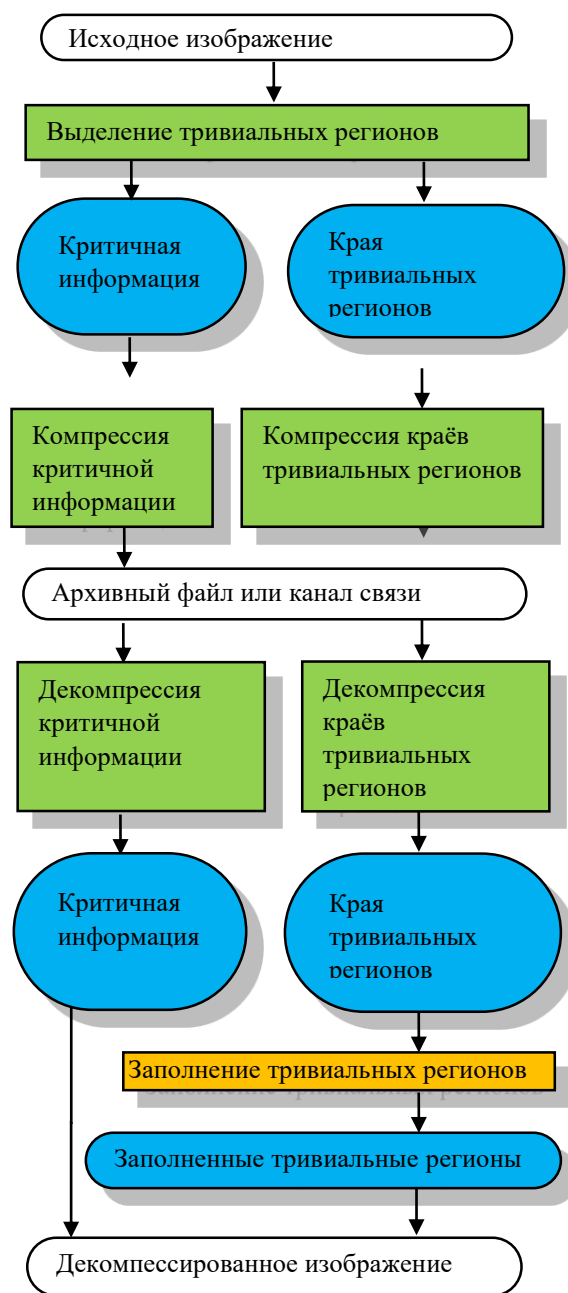 Исходное изображение
Выделение тривиальных регионов
Критичная
информация
Края
тривиальных
регионов
Компрессия
критичной
информации
Компрессия краёв
тривиальных регионов
Архивный файл или канал связи
Декомпрессия
критичной
информации
Декомпрессия
краёв
тривиальных
регионов
Критичная
информация
Края
тривиальных
регионов
Заполнение тривиальных регионов
Заполненные тривиальные регионы
Декомпессированное изображение